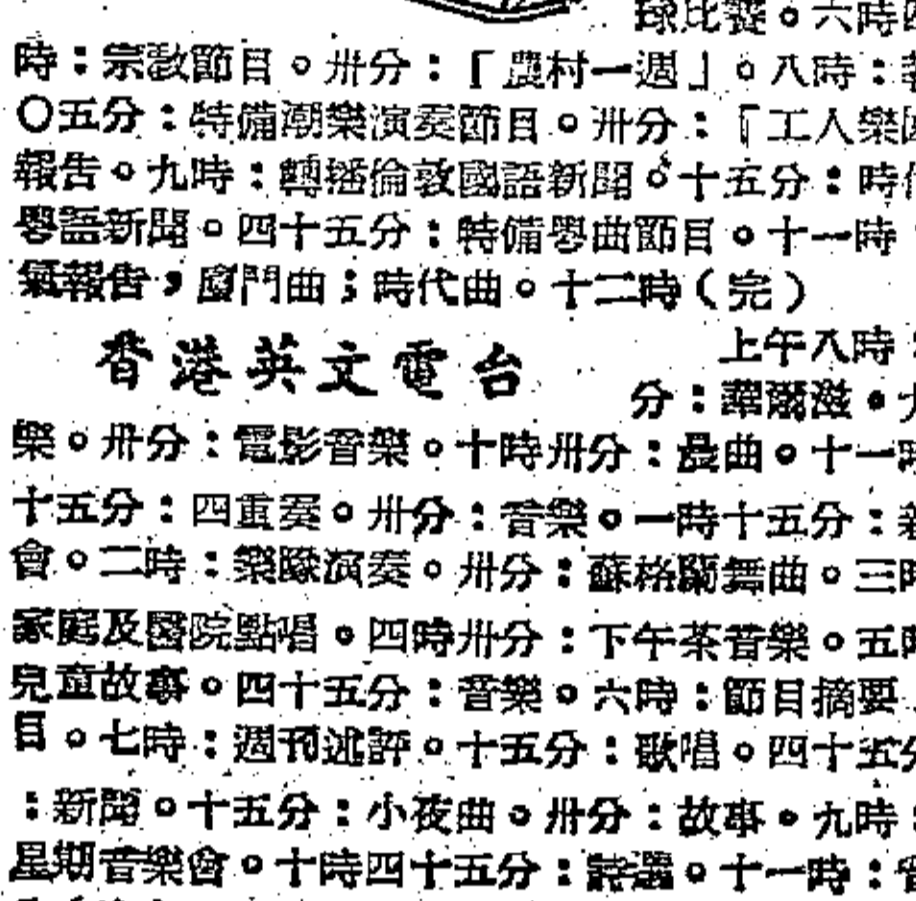 球比賽。六時
時：宗敎節目。卅分：「農村一週」。八時：
〇五分：特備潮樂演奏節目。卅分：「工人樂
報告。九時：轉播倫敦國語新聞。十五分：時
粵語新聞。四十五分：特備粵曲節目。十一時
氣報告，廈門曲；時代曲。十二時（完）
香港英文電台
上午八時：
分：華爾滋。
樂。卅分：電影音樂。十時卅分：晨曲。十一時
十五分：四重奏。卅分：音樂。一時十五分：
會。二時：樂隊演奏。卅分：蘇格蘭舞曲。三時
家庭及醫院點唱。四時卅分：下午茶音樂。五時
兒童故事。四十五分：音樂。六時：節目摘要
目。七時：週刊述評。十五分：歌唱。四十五分
：新聞。十五分：小夜曲。卅分：故事。九時：
星期音樂會。十時四十五分：詩選。十一時：